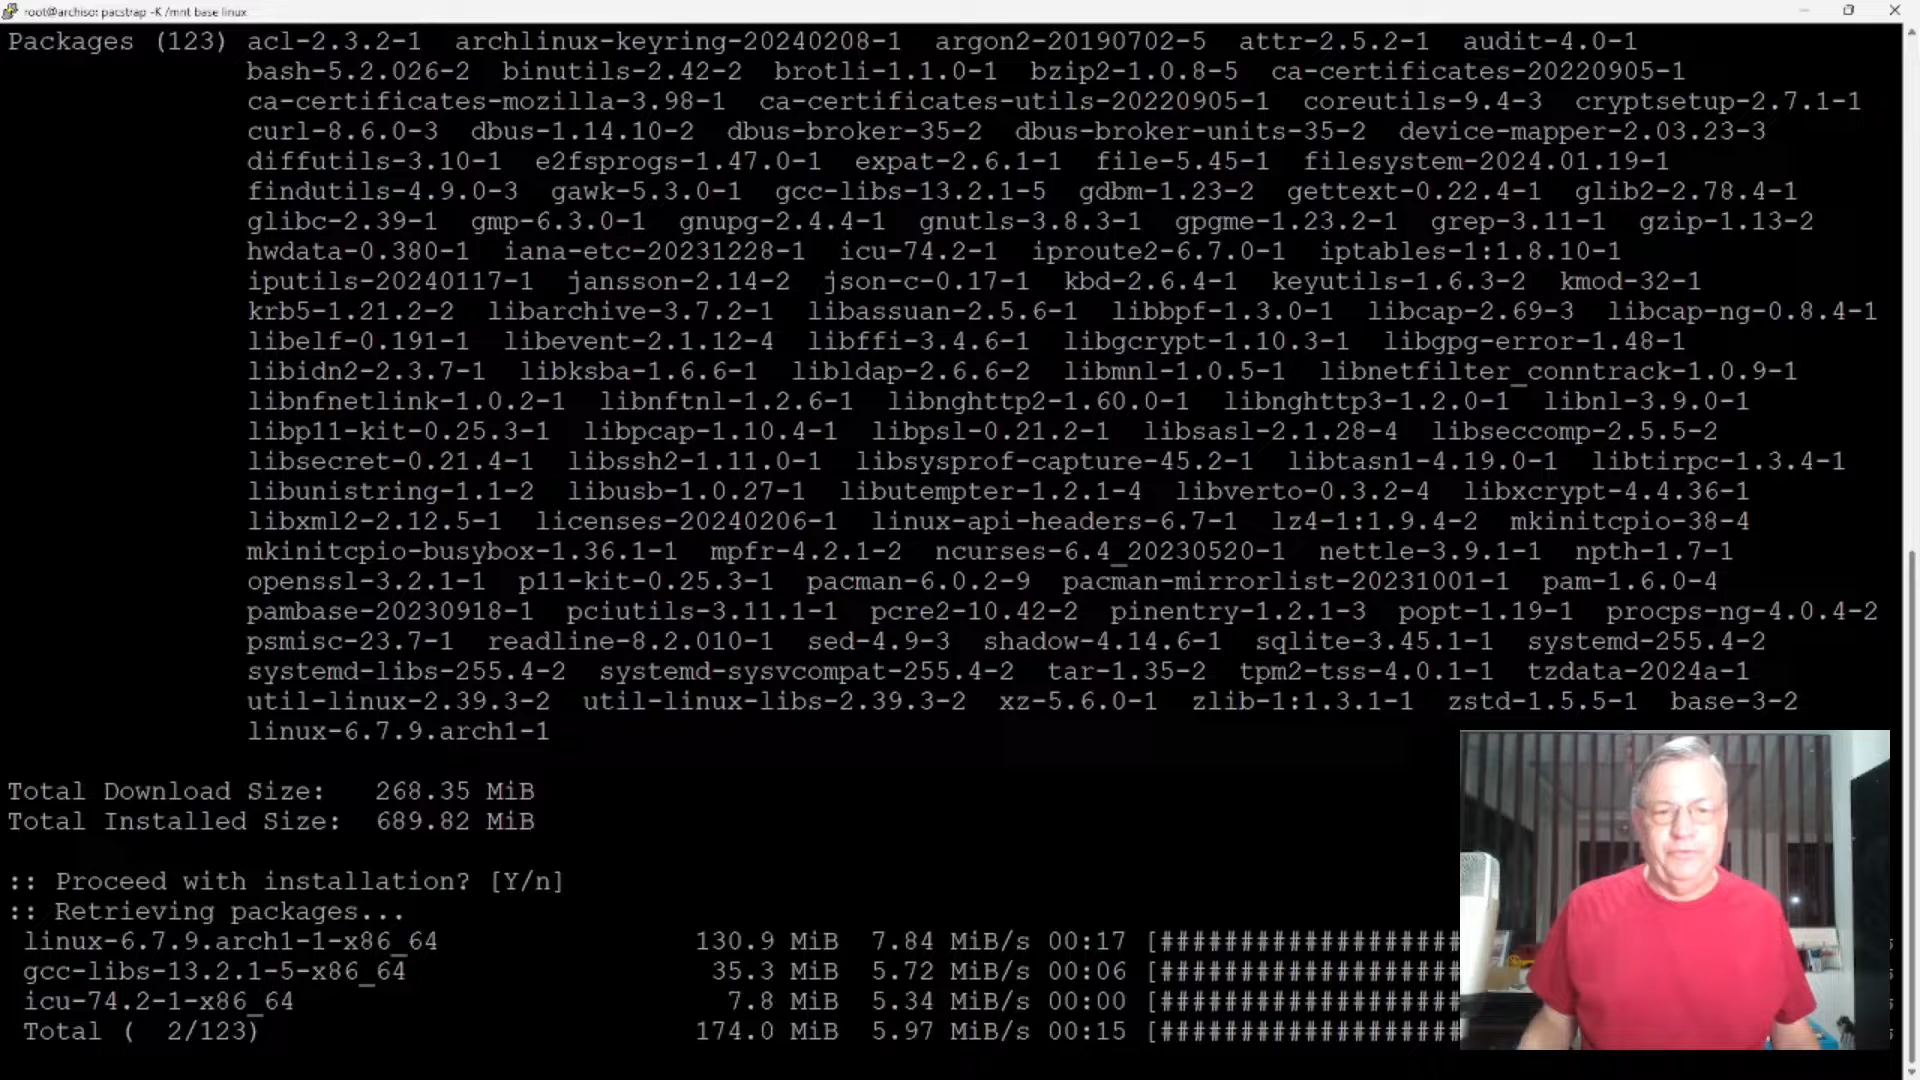 root@archiso: pacstrap -K /mnt base linux
Packages (123) acl-2.3.2-1 archlinux-keyring-20240208-1 argon2-20190702-5 attr-2.5.2-1 audit-4.0-1
bash-5.2.026-2 binutils-2.42-2 brotli-1.1.0-1 bzip2-1.0.8-5 ca-certificates-20220905-1
ca-certificates-mozilla-3.98-1 ca-certificates-utils-20220905-1 coreutils-9.4-3 cryptsetup-2.7.1-1
curl-8.6.0-3 dbus-1.14.10-2 dbus-broker-35-2 dbus-broker-units-35-2 device-mapper-2.03.23-3
diffutils-3.10-1 e2fsprogs-1.47.0-1 expat-2.6.1-1 file-5.45-1 filesystem-2024.01.19-1
findutils-4.9.0-3 gawk-5.3.0-1 gcc-libs-13.2.1-5 gdbm-1.23-2 gettext-0.22.4-1 glib2-2.78.4-1
glibc-2.39-1 gmp-6.3.0-1 gnupg-2.4.4-1 gnutls-3.8.3-1 gpgme-1.23.2-1 grep-3.11-1 gzip-1.13-2
hwdata-0.380-1 iana-etc-20231228-1 icu-74.2-1 iproute2-6.7.0-1 iptables-1:1.8.10-1
iputils-20240117-1 jansson-2.14-2 json-c-0.17-1 kbd-2.6.4-1 keyutils-1.6.3-2 kmod-32-1
krb5-1.21.2-2 libarchive-3.7.2-1 libassuan-2.5.6-1 libbpf-1.3.0-1 libcap-2.69-3 libcap-ng-0.8.4-1
libelf-0.191-1 libevent-2.1.12-4 libffi-3.4.6-1 libgcrypt-1.10.3-1 libgpg-error-1.48-1
libidn2-2.3.7-1 libksba-1.6.6-1 libldap-2.6.6-2 libmnl-1.0.5-1 libnetfilter_conntrack-1.0.9-1
libnfnetlink-1.0.2-1 libnftnl-1.2.6-1 libnghttp2-1.60.0-1 libnghttp3-1.2.0-1 libnl-3.9.0-1
libp11-kit-0.25.3-1 libpcap-1.10.4-1 libpsl-0.21.2-1 libsasl-2.1.28-4 libseccomp-2.5.5-2
libsecret-0.21.4-1 libssh2-1.11.0-1 libsysprof-capture-45.2-1 libtasn1-4.19.0-1 libtirpc-1.3.4-1
libunistring-1.1-2 libusb-1.0.27-1 libutempter-1.2.1-4 libverto-0.3.2-4 libxcrypt-4.4.36-1
libxml2-2.12.5-1 licenses-20240206-1 linux-api-headers-6.7-1 lz4-1:1.9.4-2 mkinitcpio-38-4
mkinitcpio-busybox-1.36.1-1 mpfr-4.2.1-2 ncurses-6.4_20230520-1 nettle-3.9.1-1 npth-1.7-1
openssl-3.2.1-1 p11-kit-0.25.3-1 pacman-6.0.2-9 pacman-mirrorlist-20231001-1 pam-1.6.0-4
pambase-20230918-1 pciutils-3.11.1-1 pcre2-10.42-2 pinentry-1.2.1-3 popt-1.19-1 procps-ng-4.0.4-2
psmisc-23.7-1 readline-8.2.010-1 sed-4.9-3 shadow-4.14.6-1 sqlite-3.45.1-1 systemd-255.4-2
systemd-libs-255.4-2 systemd-sysvcompat-255.4-2 tar-1.35-2 tpm2-tss-4.0.1-1 tzdata-2024a-1
util-linux-2.39.3-2 util-linux-libs-2.39.3-2 xz-5.6.0-1 zlib-1:1.3.1-1 zstd-1.5.5-1 base-3-2
linux-6.7.9.arch1-1
Total Download Size: 268.35 MiB
Total Installed Size: 689.82 MiB
:: Proceed with installation? [Y/n]
:: Retrieving packages...
linux-6.7.9.arch1-1-x86_64 130.9 MiB 7.84 MiB/s 00:17 [###################
gcc-libs-13.2.1-5-x86_64 35.3 MiB 5.72 MiB/s 00:06 [###################
icu-74.2-1-x86_64 7.8 MiB 5.34 MiB/s 00:00 [###################
Total ( 2/123) 174.0 MiB 5.97 MiB/s 00:15 [###################